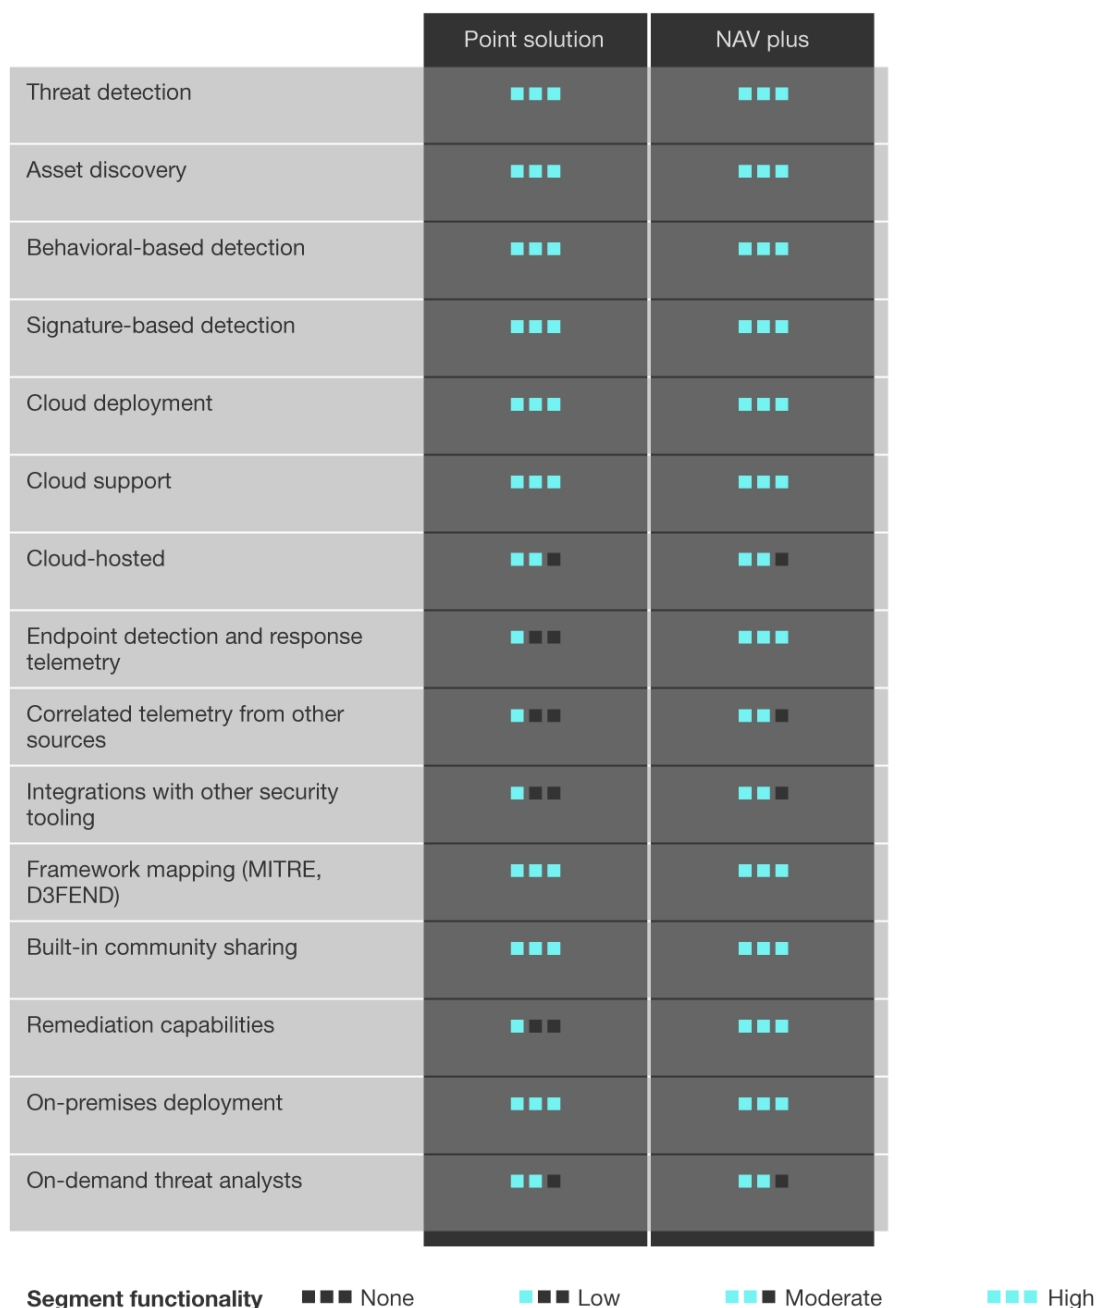 Point solution NAV plus
Threat detection
Asset discovery
Behavioral-based detection
Signature-based detection
Cloud deployment
Cloud support
Cloud-hosted
Endpoint detection and response
telemetry
Correlated telemetry from other
sources
Integrations with other security
tooling
Framework mapping (MITRE,
D3FEND)
Built-in community sharing
Remediation capabilities
On-premises deployment
On-demand threat analysts
Segment functionality None Low Moderate High